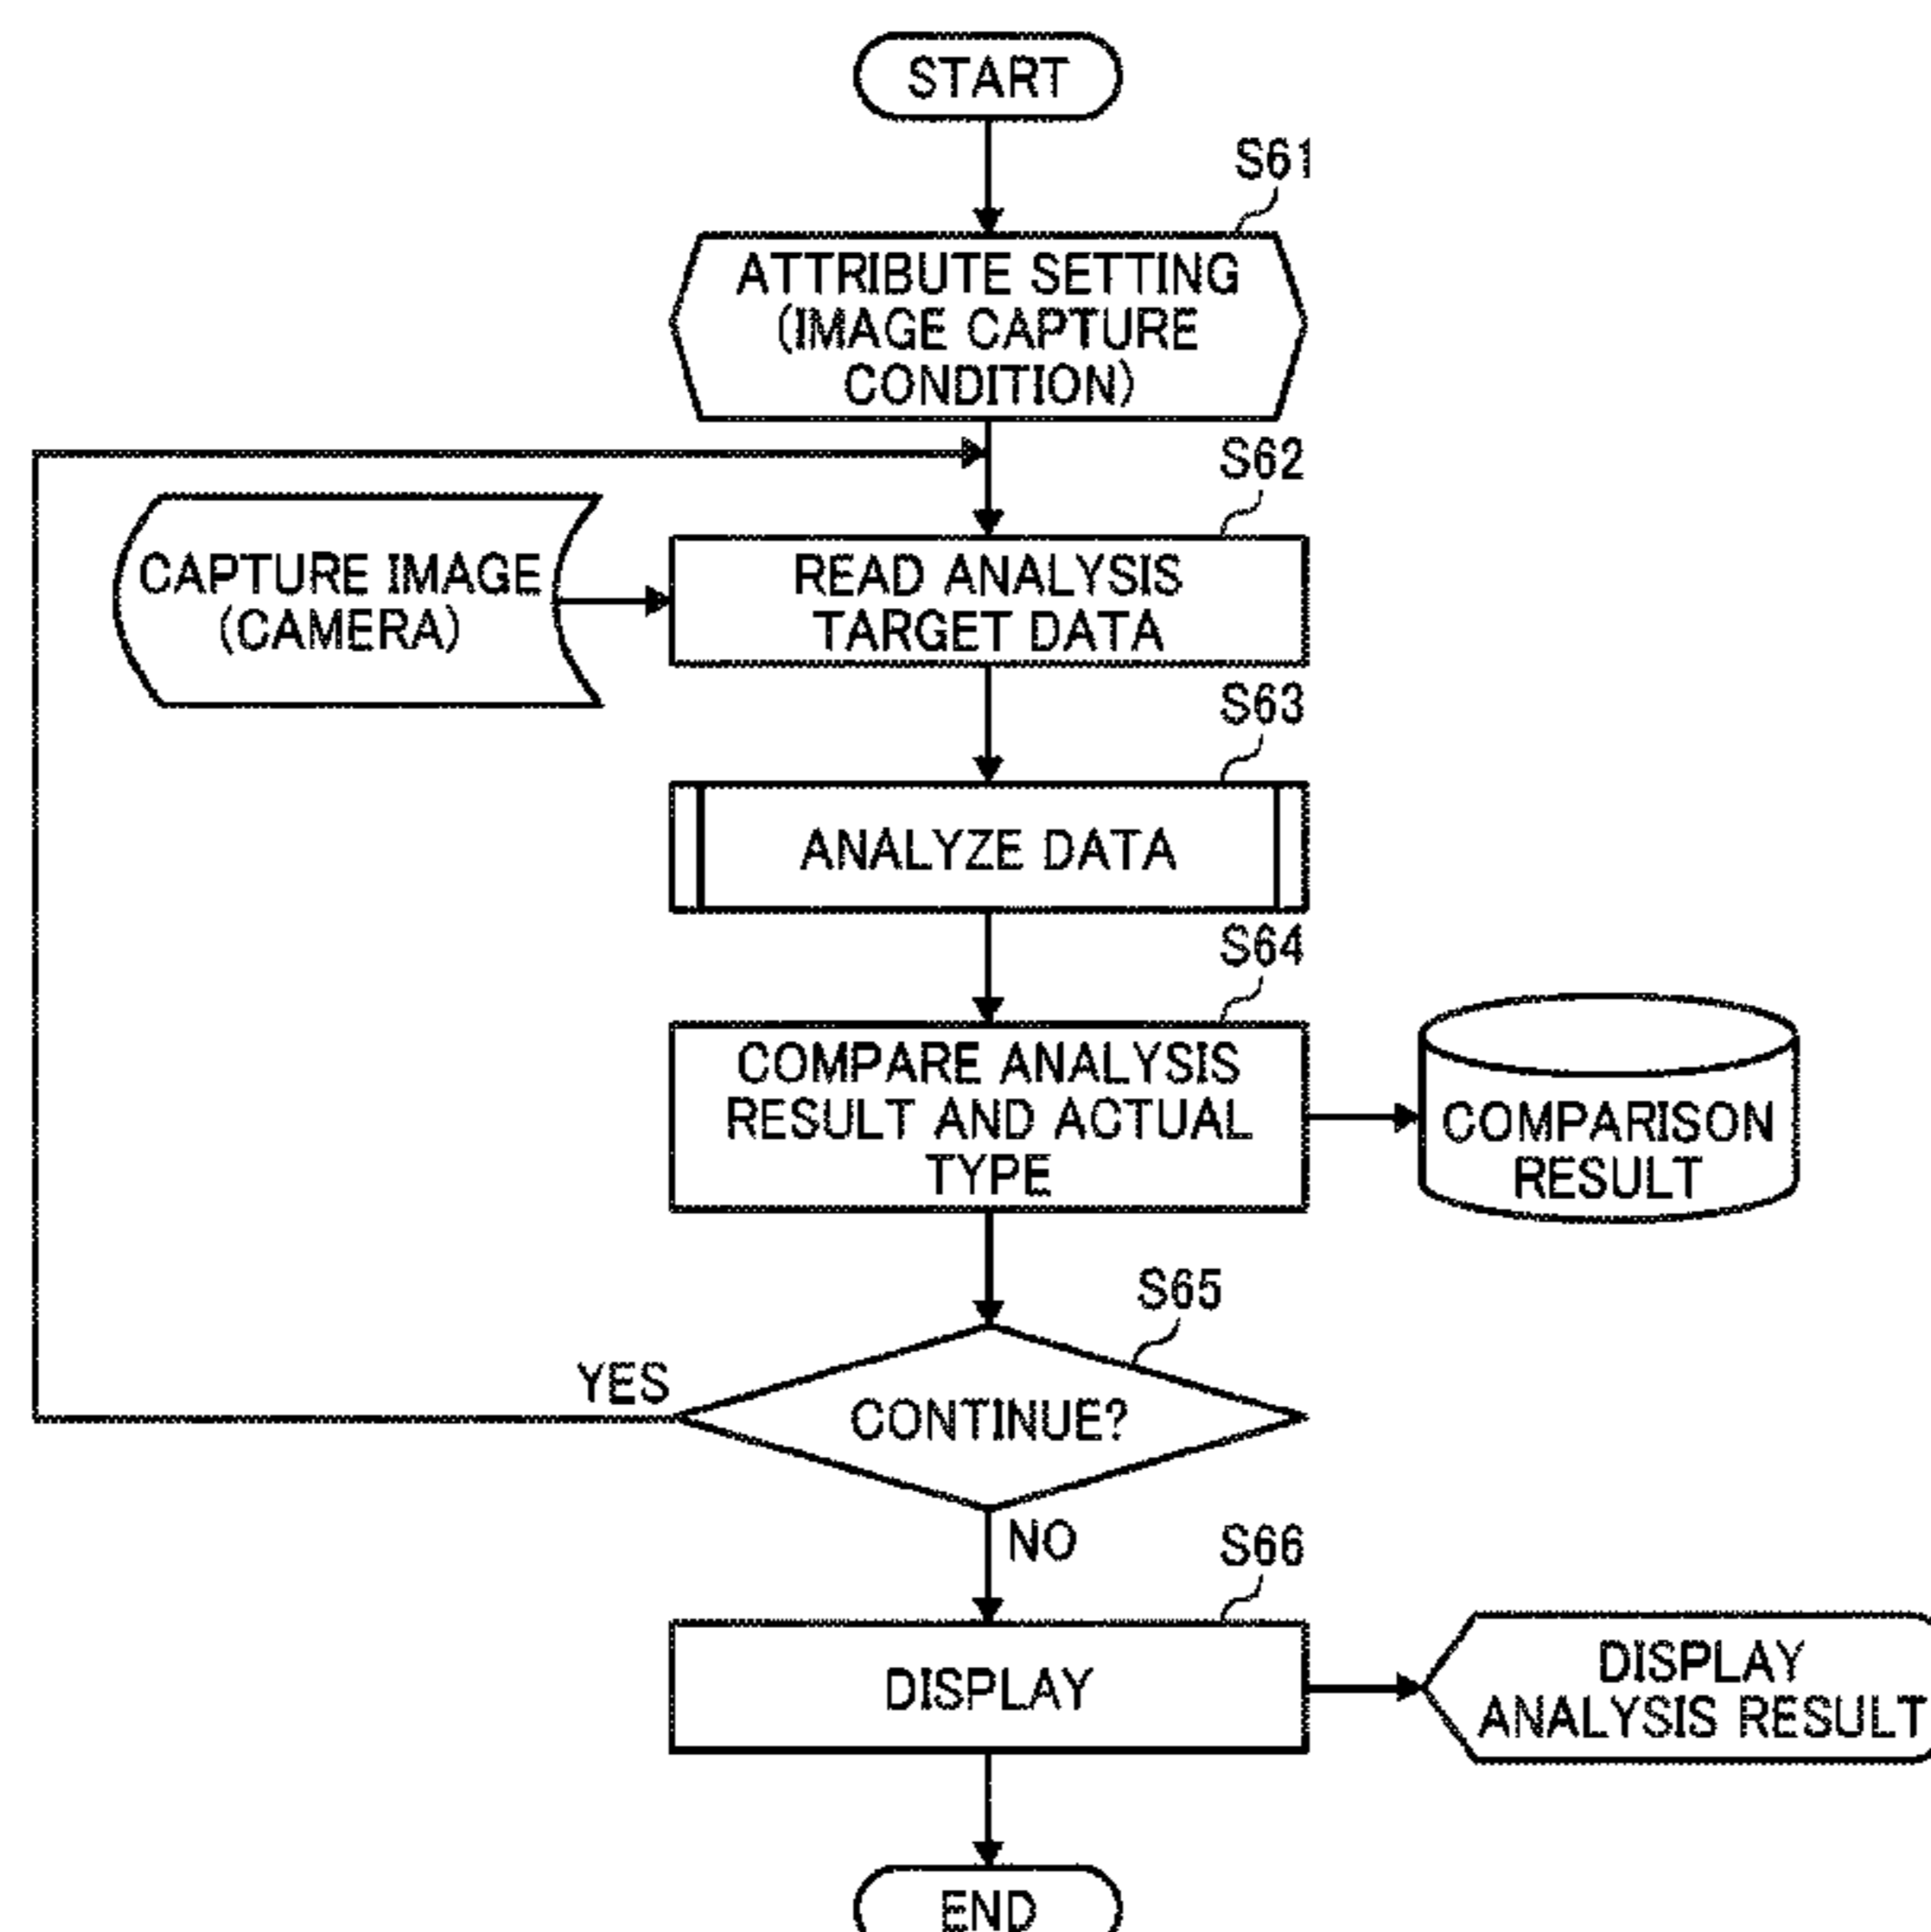 START
S61
ATTRIBUTE SETTING
(IMAGE CAPTURE
CONDITION)
S62
CAPTURE IMAGE
(CAMERA)
READ ANALYSIS
TARGET DATA
S63
ANALYZE DATA
S64
COMPARE ANALYSIS
RESULT AND ACTUAL
TYPE
COMPARISON
RESULT
S65
YES
CONTINUE?
NO
S66
DISPLAY
DISPLAY
ANALYSIS RESULT
END